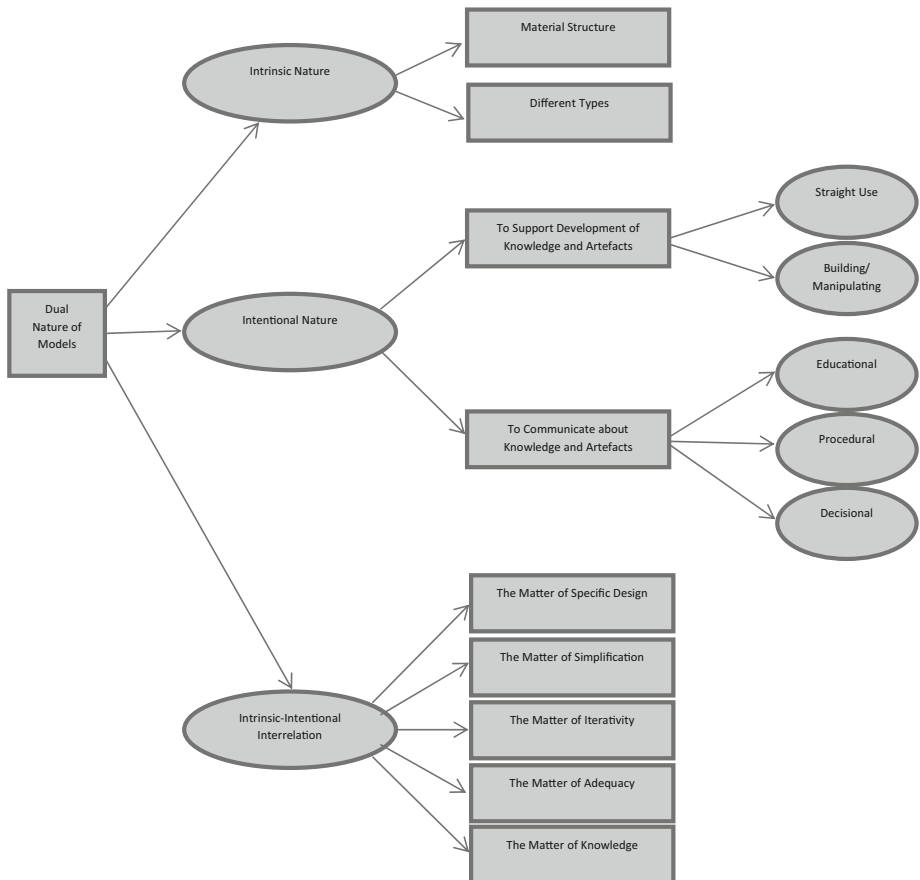 Dual
Nature of
Models
Intrinsic Nature
Material Structure
Different Types
Intentional Nature
To Support Development of
Knowledge and Artefacts
Straight Use
Building/
Manipulating
To Communicate about
Knowledge and Artefacts
Educational
Procedural
Decisional
Intrinsic-Intentional
Interrelation
The Matter of Specific Design
The Matter of Simplification
The Matter of Iterativity
The Matter of Adequacy
The Matter of Knowledge